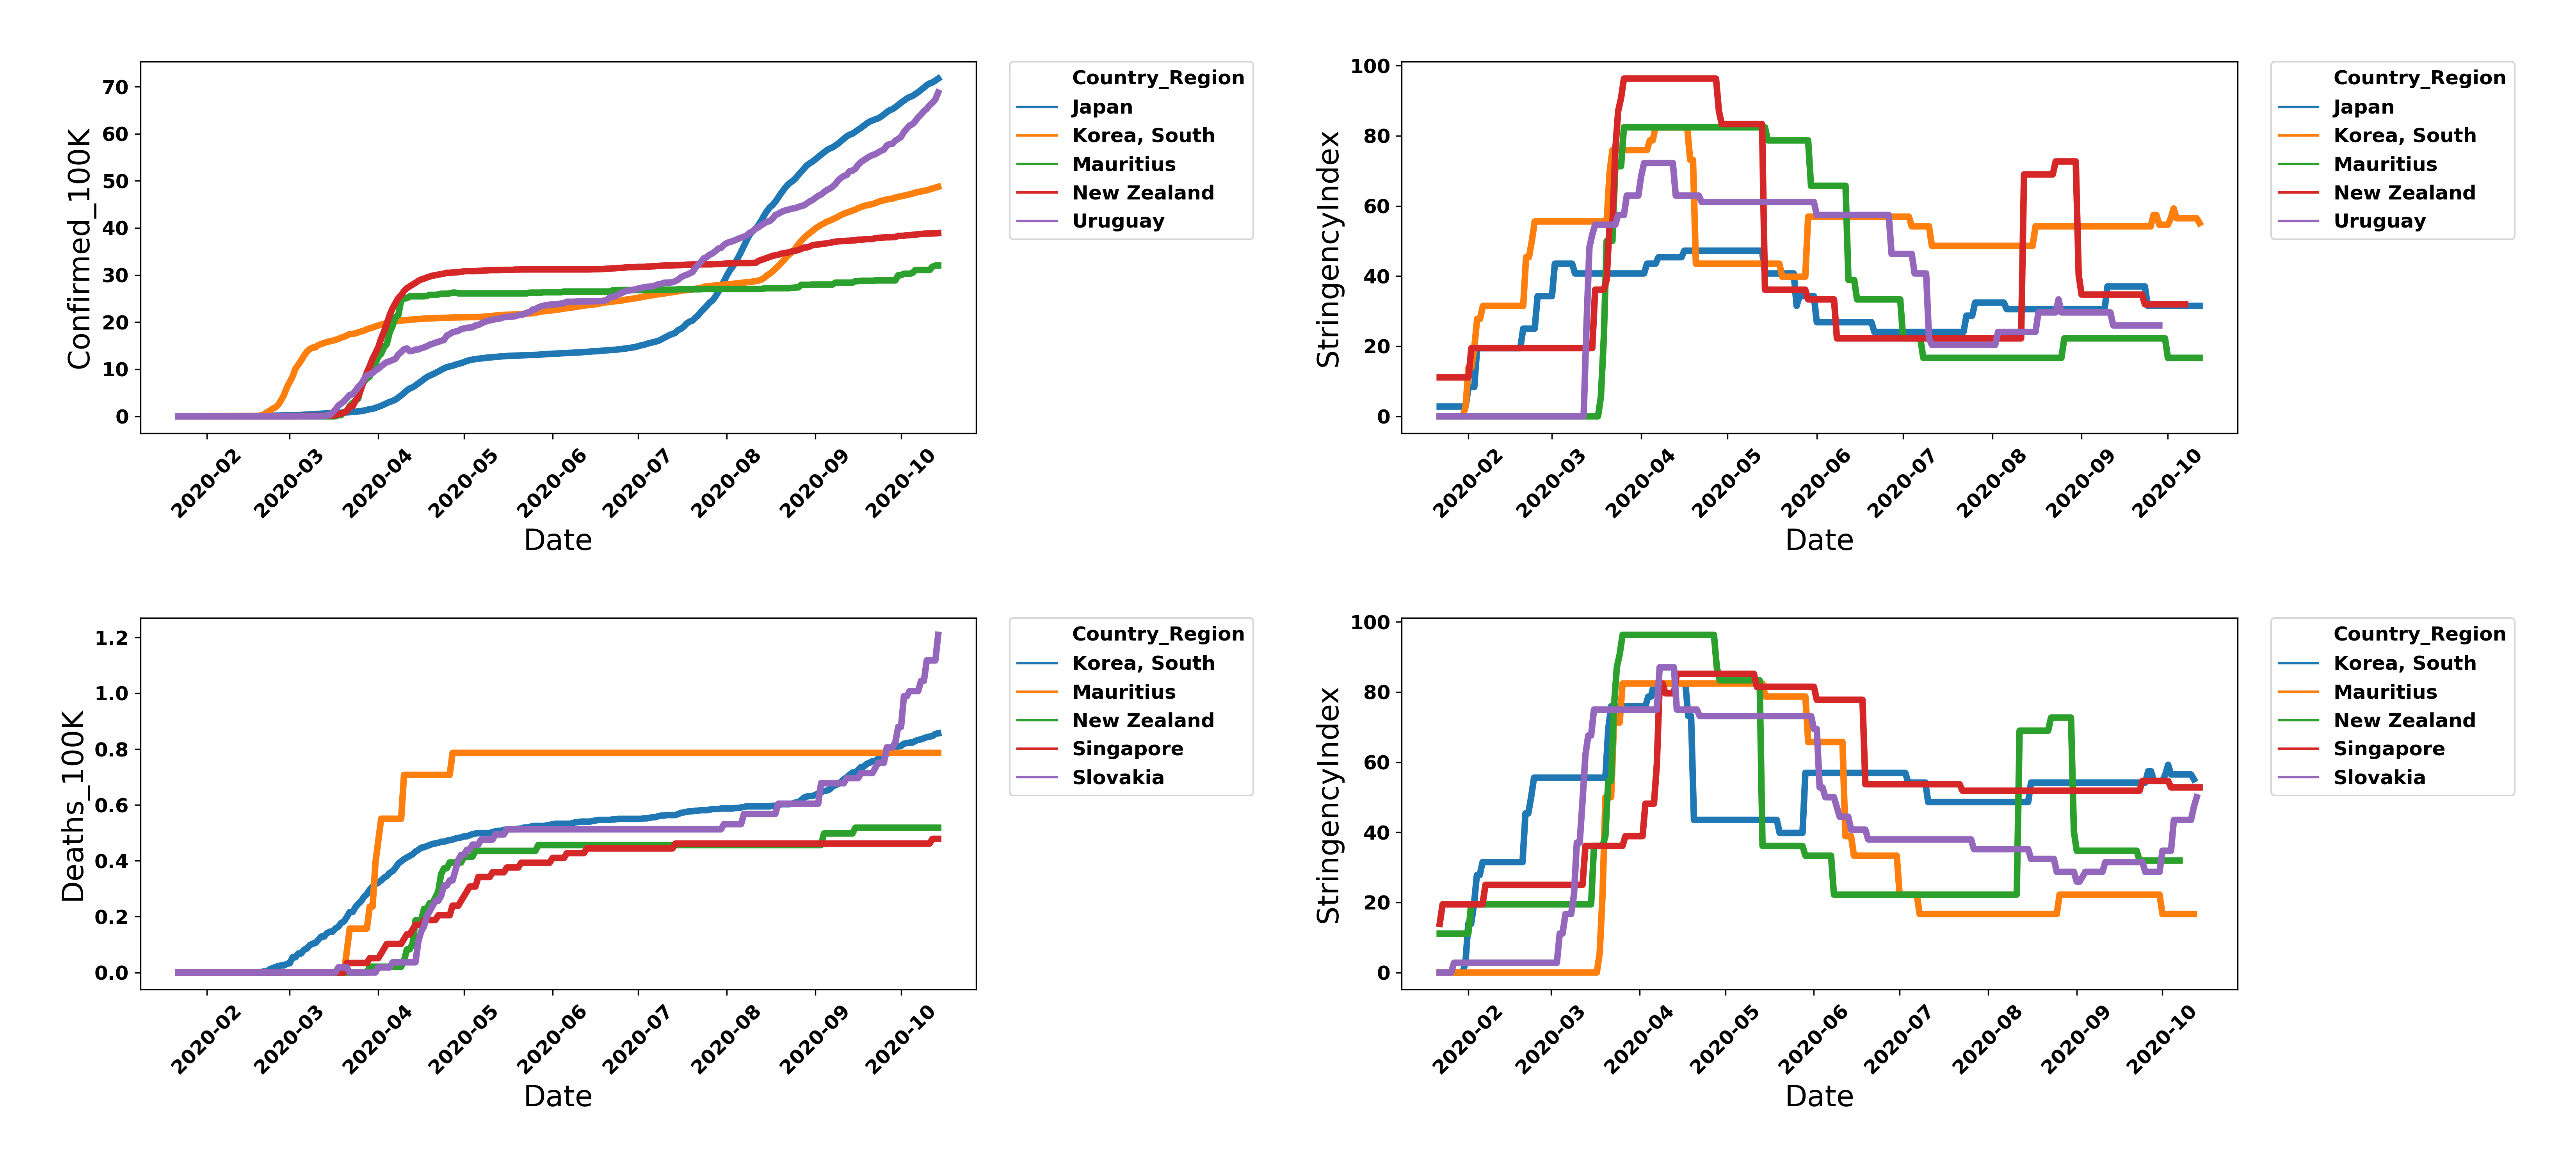 Confirmed_100K
70
60
50
40
30
20
10
0
2020-02
2020-03
2020-04
2020-05
2020-06
2020-07
2020-08
2020-09
2020-10
Date
Country_Region
Japan
Korea, South
Mauritius
New Zealand
Uruguay
StringencyIndex
100
80
60
40
20
0
2020-02
2020-03
2020-04
2020-05
2020-06
2020-07
2020-08
2020-09
2020-10
Date
Country_Region
Japan
Korea, South
Mauritius
New Zealand
Uruguay
Deaths_100K
1.2
1.0
0.8
0.6
0.4
0.2
0.0
2020-02
2020-03
2020-04
2020-05
2020-06
2020-07
2020-08
2020-09
2020-10
Date
Country_Region
Korea, South
Mauritius
New Zealand
Singapore
Slovakia
StringencyIndex
100
80
60
40
20
0
2020-02
2020-03
2020-04
2020-05
2020-06
2020-07
2020-08
2020-09
2020-10
Date
Country_Region
Korea, South
Mauritius
New Zealand
Singapore
Slovakia